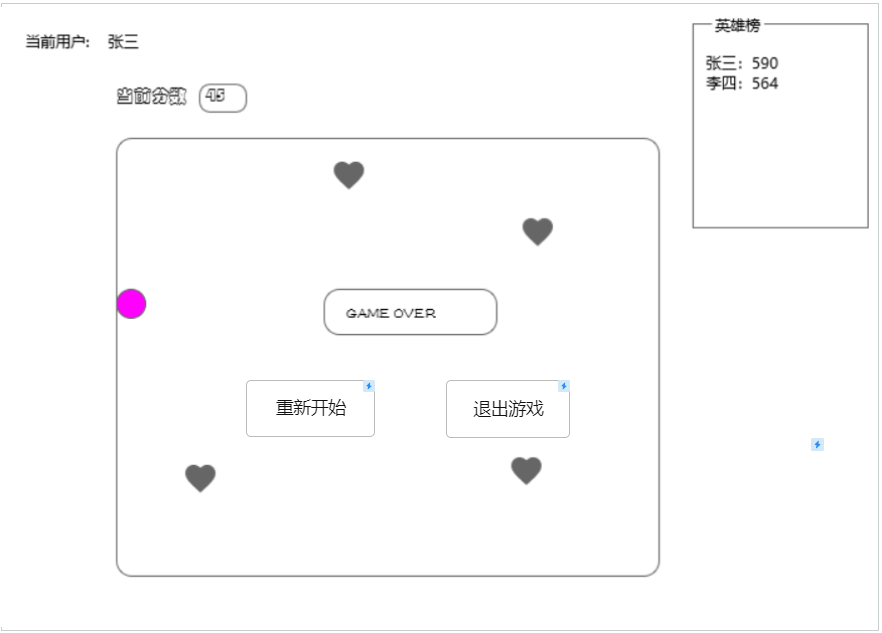 当前用户: 张三
英雄榜
张三: 590
李四: 564
当前分数 45
GAME OVER
重新开始
退出游戏